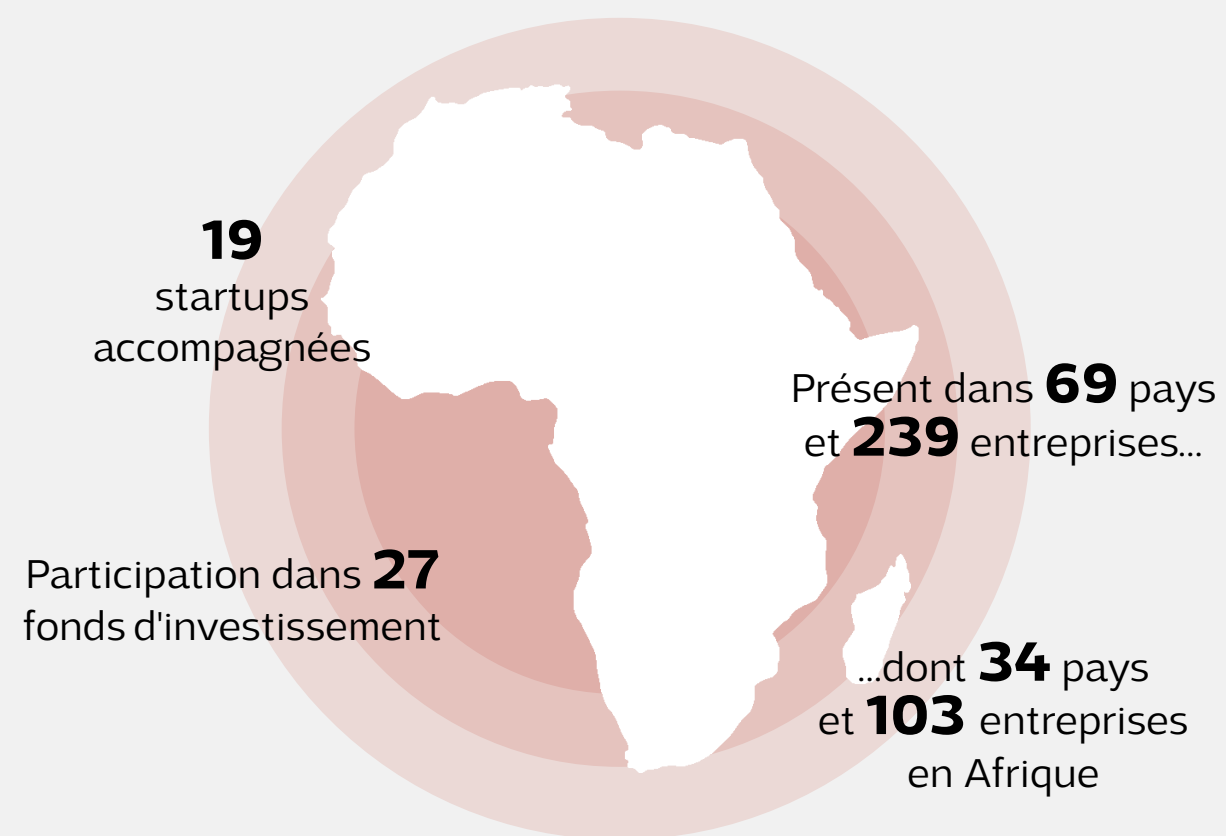 19
startups
accompagnées
Présent dans 69 pays
et 239 entreprises...
Participation dans 27
fonds d'investissement
...dont 34 pays
et 103 entreprises
en Afrique